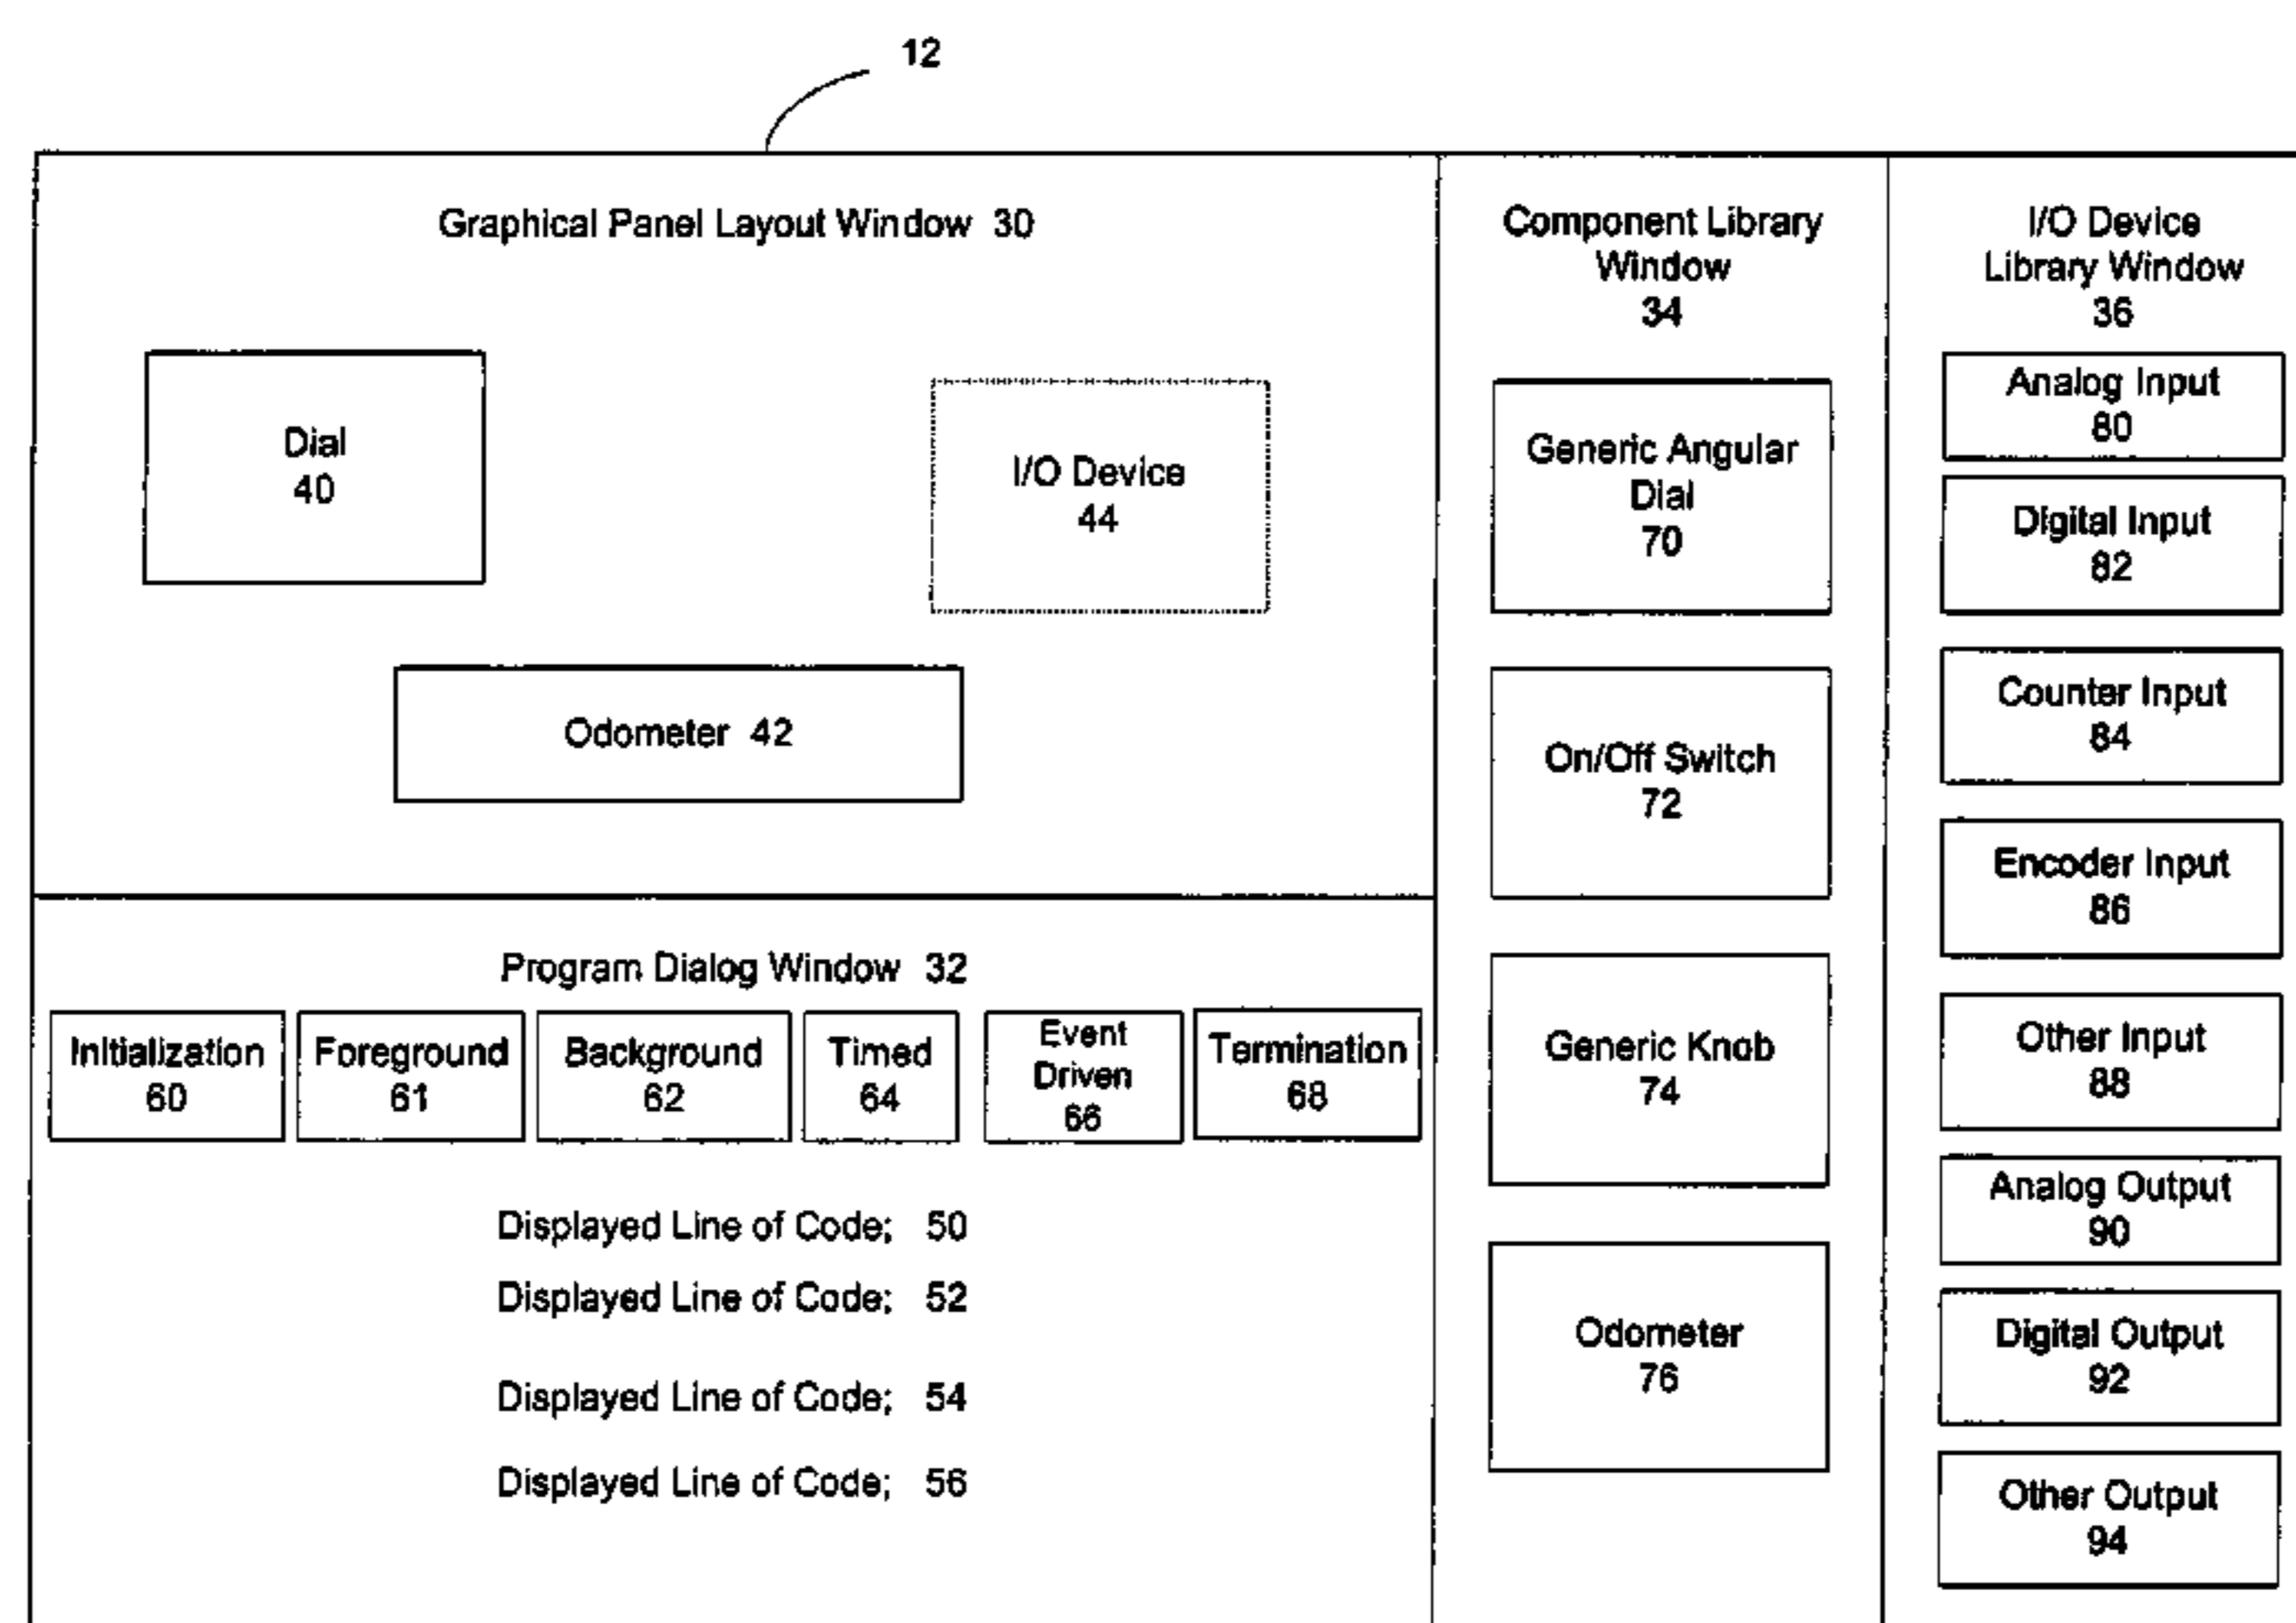 12
Graphical Panel Layout Window 30
Dial
40
I/O Device
44
Odometer 42
Program Dialog Window 32
Initialization
60
Foreground
61
Background
62
Timed
64
Event
Driven
66
Termination
68
Displayed Line of Code; 50
Displayed Line of Code; 52
Displayed Line of Code; 54
Displayed Line of Code; 56
Component Library
Window
34
Generic Angular
Dial
70
On/Off Switch
72
Generic Knob
74
Odometer
76
I/O Device
Library Window
36
Analog Input
80
Digital Input
82
Counter Input
84
Encoder Input
86
Other Input
88
Analog Output
90
Digital Output
92
Other Output
94